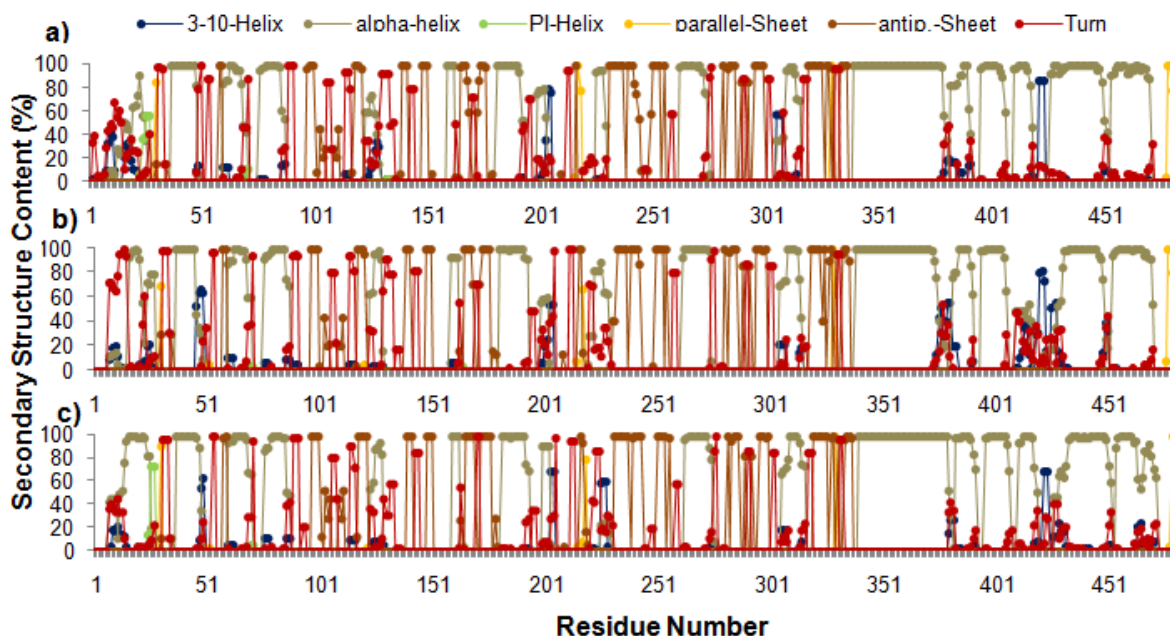 3-10-Helix alpha-helix PI-Helix parallel-Sheet antip.-Sheet Turn
a)
100
80
60
40
20
0
1 51 101 151 201 251 301 351 401 451
b)
100
80
60
40
20
0
1 51 101 151 201 251 301 351 401 451
c)
100
80
60
40
20
0
1 51 101 151 201 251 301 351 401 451
Secondary Structure Content (%)
Residue Number